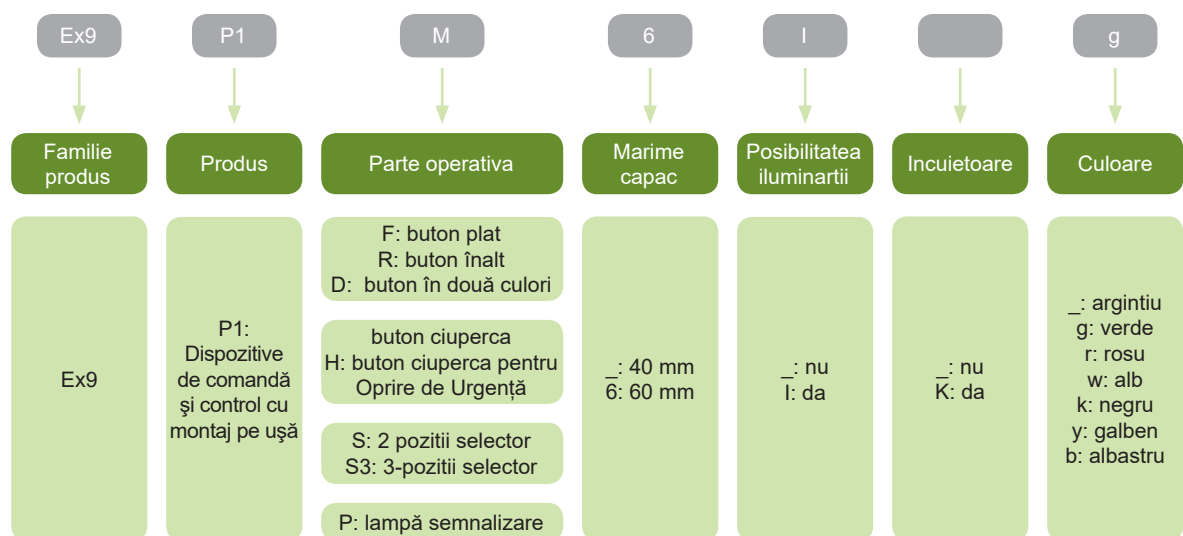 Ex9
P1
M
6
I
g
Familie
produs
Produs
Parte operativa
Marime
capac
Posibilitatea
iluminartii
Incuietoare
Culoare
Ex9
P1:
Dispozitive
de comandă
şi control cu
montaj pe uşă
F: buton plat
R: buton înalt
D: buton în două culori
buton ciuperca
H: buton ciuperca pentru
Oprire de Urgenţă
S: 2 pozitii selector
S3: 3-pozitii selector
P: lampă semnalizare
_: 40 mm
6: 60 mm
_: nu
I: da
_: nu
K: da
_: argintiu
g: verde
r: rosu
w: alb
k: negru
y: galben
b: albastru